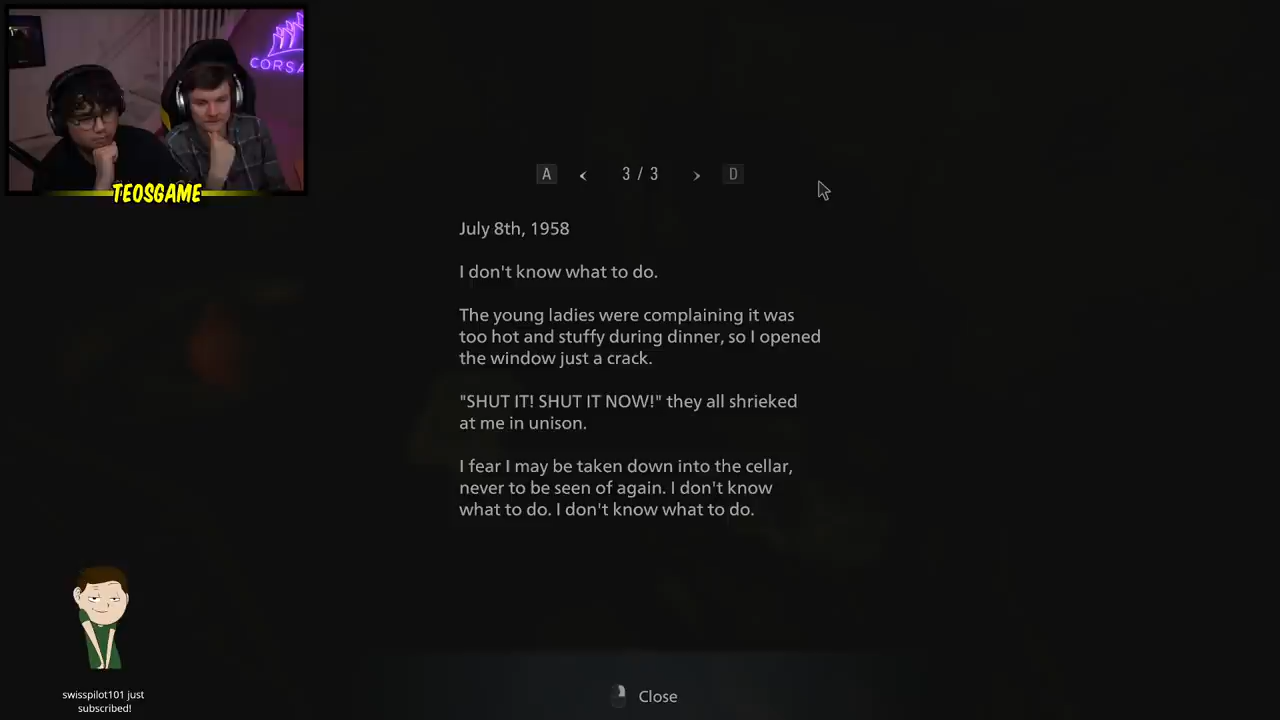 CORSA
TEOSGAME
A < 3 / 3 > D
July 8th, 1958
I don't know what to do.
The young ladies were complaining it was
too hot and stuffy during dinner, so I opened
the window just a crack.
"SHUT IT! SHUT IT NOW!" they all shrieked
at me in unison.
I fear I may be taken down into the cellar,
never to be seen of again. I don't know
what to do. I don't know what to do.
swisspilot101 just
subscribed!
Close